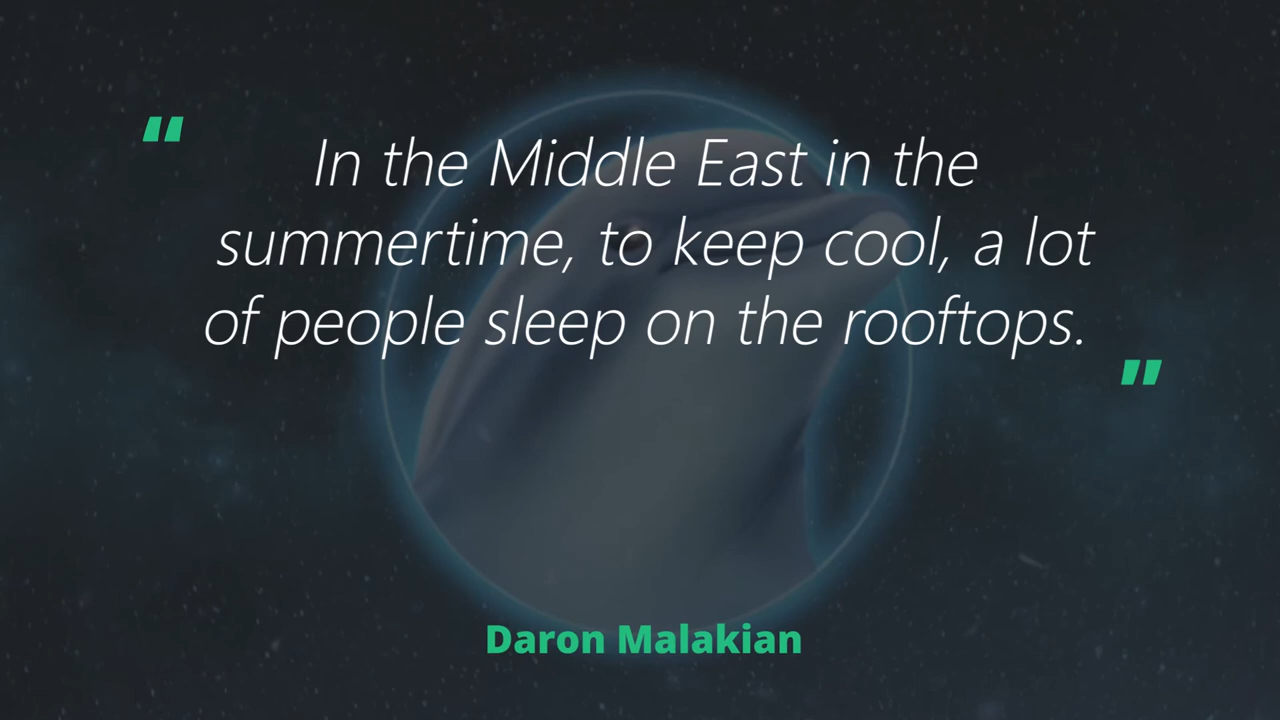 " In the Middle East in the
summertime, to keep cool, a lot
of people sleep on the rooftops. "
Daron Malakian